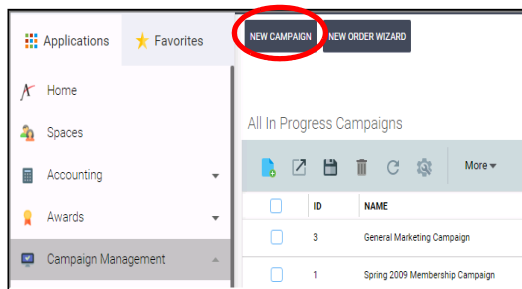 Applications Favorites NEW CAMPAIGN NEW ORDER WIZARD
Home
Spaces
Accounting
Awards
Campaign Management
All In Progress Campaigns
More
ID NAME
3 General Marketing Campaign
1 Spring 2009 Membership Campaign